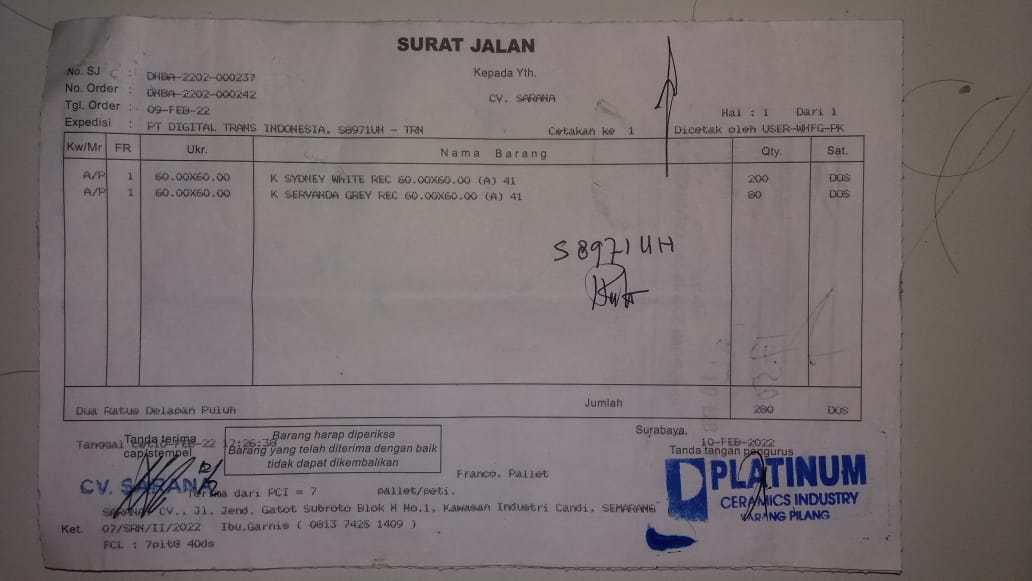 SURAT JALAN
No. SJ : DHBA-2202-000237
No. Order : DHBA-2202-000242
Tgl. Order : 09-FEB-22
Expedisi : PT DIGITAL TRANS INDONESIA, S8971UH - TRN
Kepada Yth.
CV. SARANA
Hal : 1 Dari 1
Cetakan ke 1 Dicetak oleh USER-WHFG-PK
Kw/Mr FR Ukr. Nama Barang Qty. Sat.
A/P 1 60.00X60.00 K SYDNEY WHITE REC 60.00X60.00 (A) 41 200 DOS
A/P 1 60.00X60.00 K SERVANDA GREY REC 60.00X60.00 (A) 41 80 DOS
S8971UH
Dua Ratus Delapan Puluh Jumlah 280 DOS
Surabaya, 10-FEB-2022
Tanda terima
Tanggal 10-FEB-22 12:26:38
cap/stempel
Barang harap diperiksa
Barang yang telah diterima dengan baik
tidak dapat dikembalikan
Tanda tangan pengurus
Franco, Pallet
CV. SARANA
Terima dari PCI = 7 pallet/peti.
SARANA CV., Jl. Jend. Gatot Subroto Blok H No.1, Kawasan Industri Candi, SEMARANG
Ket. 07/SRN/II/2022 Ibu.Garnis ( 0813 7425 1409 )
FCL : 7plt@ 40ds
PLATINUM
CERAMICS INDUSTRY
KARANG PILANG